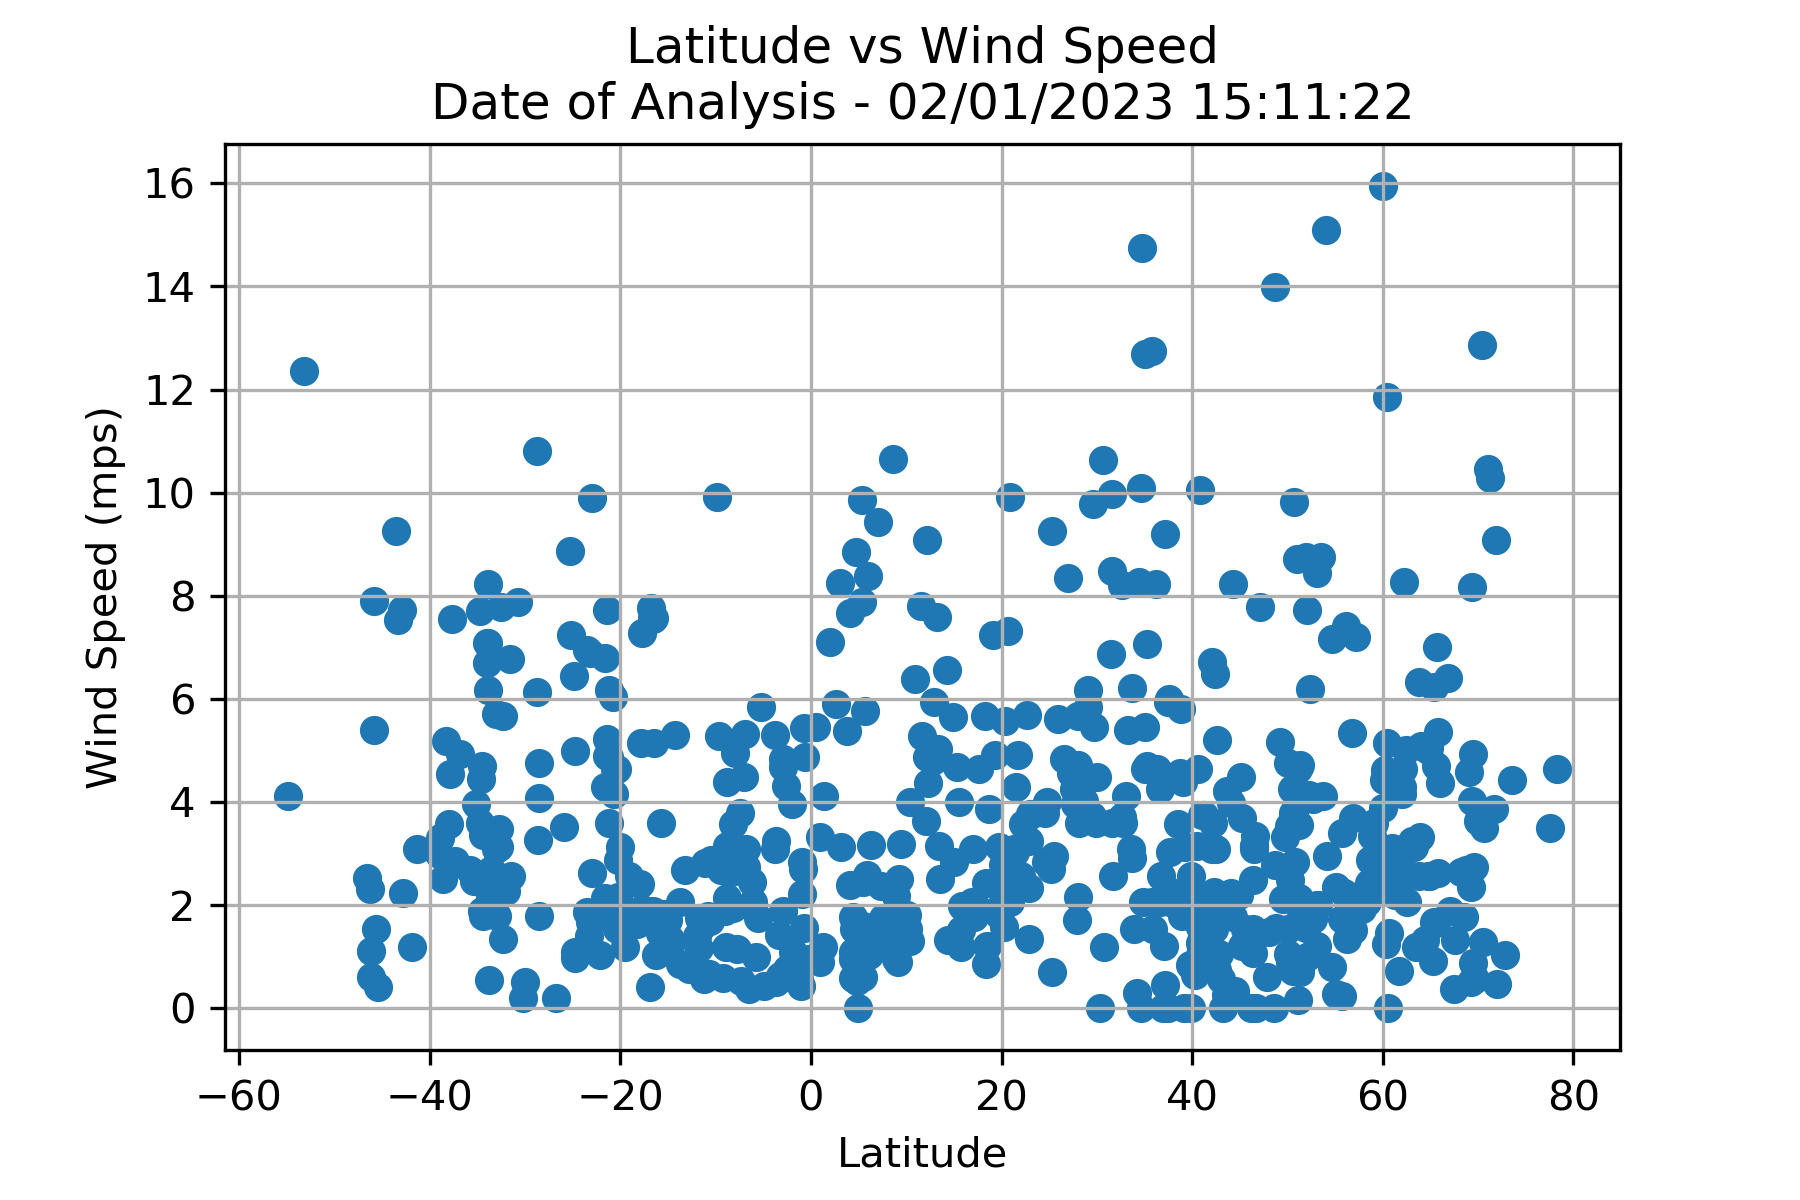 Latitude vs Wind Speed
Date of Analysis - 02/01/2023 15:11:22
Wind Speed (mps)
16
14
12
10
8
6
4
2
0
−60 −40 −20 0 20 40 60 80
Latitude